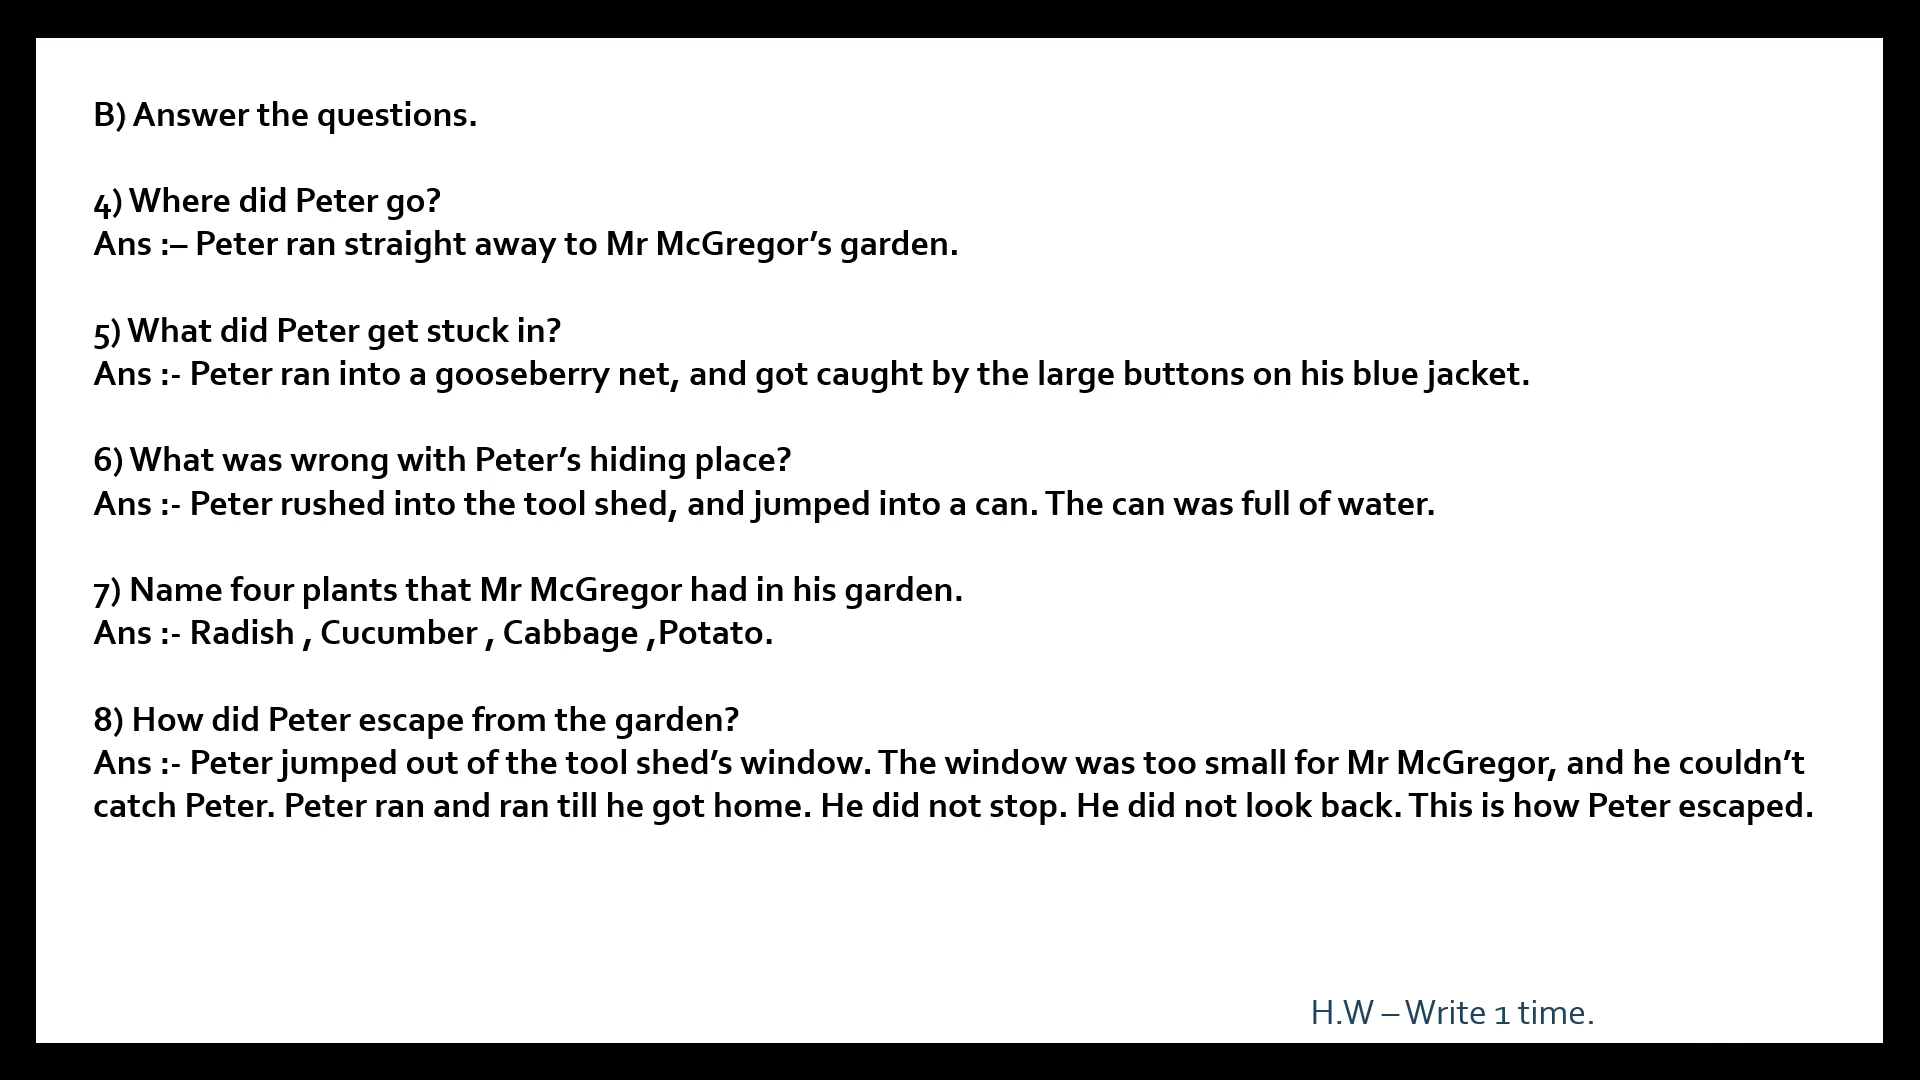 B) Answer the questions.
4) Where did Peter go?
Ans :– Peter ran straight away to Mr McGregor’s garden.
5) What did Peter get stuck in?
Ans :- Peter ran into a gooseberry net, and got caught by the large buttons on his blue jacket.
6) What was wrong with Peter’s hiding place?
Ans :- Peter rushed into the tool shed, and jumped into a can. The can was full of water.
7) Name four plants that Mr McGregor had in his garden.
Ans :- Radish , Cucumber , Cabbage ,Potato.
8) How did Peter escape from the garden?
Ans :- Peter jumped out of the tool shed’s window. The window was too small for Mr McGregor, and he couldn’t
catch Peter. Peter ran and ran till he got home. He did not stop. He did not look back. This is how Peter escaped.
H.W – Write 1 time.